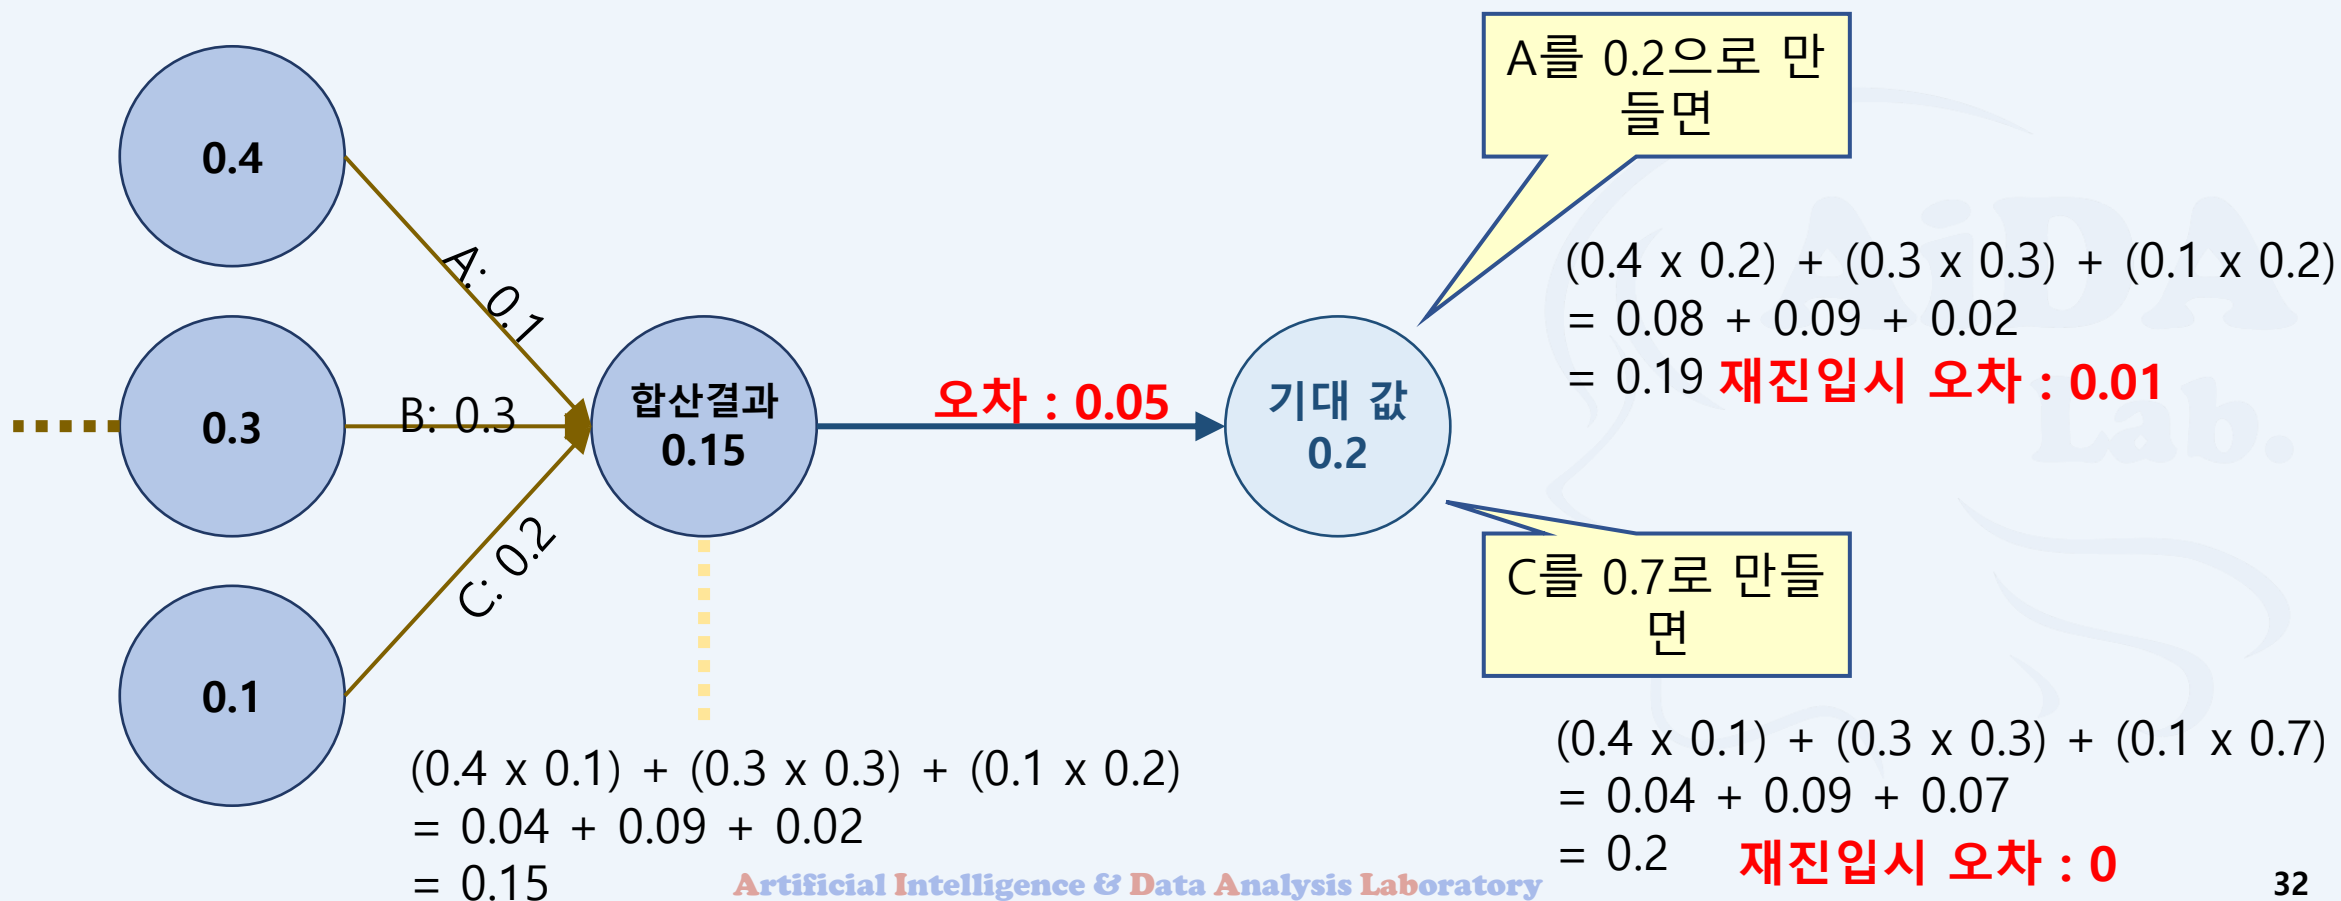 0.4
A: 0.1
0.3
B: 0.3
0.1
C: 0.2
합산결과
0.15
오차 : 0.05
기대 값
0.2
A를 0.2으로 만
들면
(0.4 x 0.2) + (0.3 x 0.3) + (0.1 x 0.2)
= 0.08 + 0.09 + 0.02
= 0.19 재진입시 오차 : 0.01
C를 0.7로 만들
면
(0.4 x 0.1) + (0.3 x 0.3) + (0.1 x 0.7)
= 0.04 + 0.09 + 0.07
= 0.2 재진입시 오차 : 0
(0.4 x 0.1) + (0.3 x 0.3) + (0.1 x 0.2)
= 0.04 + 0.09 + 0.02
= 0.15
AiDA
Lab.
Artificial Intelligence & Data Analysis Laboratory
32